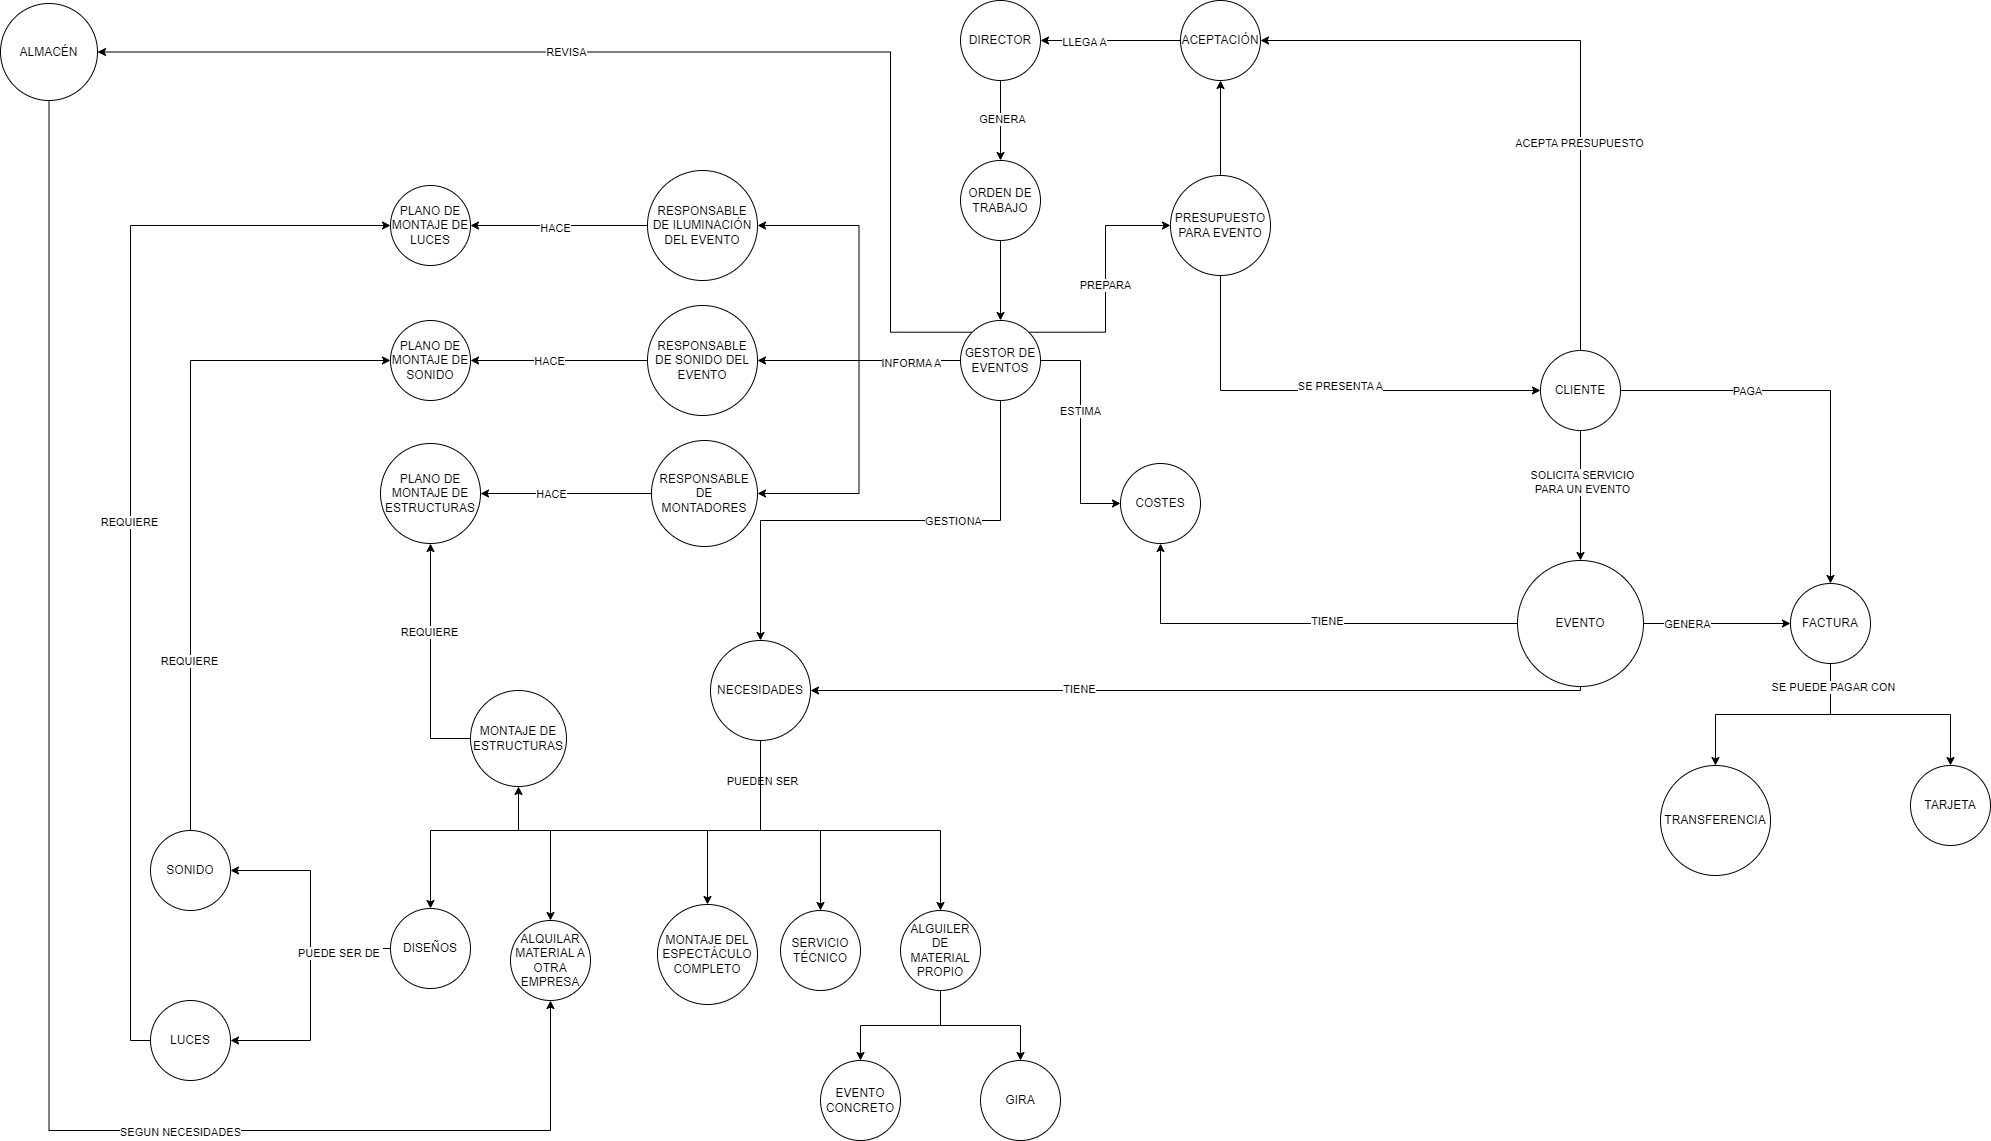 DIRECTOR
LLEGA A
ACEPTACIÓN
ALMACÉN
REVISA
GENERA
ACEPTA PRESUPUESTO
ORDEN DE
TRABAJO
PLANO DE
MONTAJE DE
LUCES
HACE
RESPONSABLE
DE ILUMINACIÓN
DEL EVENTO
PRESUPUESTO
PARA EVENTO
PREPARA
PLANO DE
MONTAJE DE
SONIDO
HACE
RESPONSABLE
DE SONIDO DEL
EVENTO
INFORMA A
GESTOR DE
EVENTOS
SE PRESENTA A
CLIENTE
PAGA
ESTIMA
PLANO DE
MONTAJE DE
ESTRUCTURAS
HACE
RESPONSABLE
DE
MONTADORES
SOLICITA SERVICIO
PARA UN EVENTO
COSTES
GESTIONA
REQUIERE
TIENE
EVENTO
GENERA
FACTURA
REQUIERE
REQUIERE
NECESIDADES
TIENE
SE PUEDE PAGAR CON
MONTAJE DE
ESTRUCTURAS
PUEDEN SER
TRANSFERENCIA
TARJETA
SONIDO
PUEDE SER DE
DISEÑOS
ALQUILAR
MATERIAL A
OTRA
EMPRESA
MONTAJE DEL
ESPECTÁCULO
COMPLETO
SERVICIO
TÉCNICO
ALGUILER
DE
MATERIAL
PROPIO
LUCES
EVENTO
CONCRETO
GIRA
SEGUN NECESIDADES